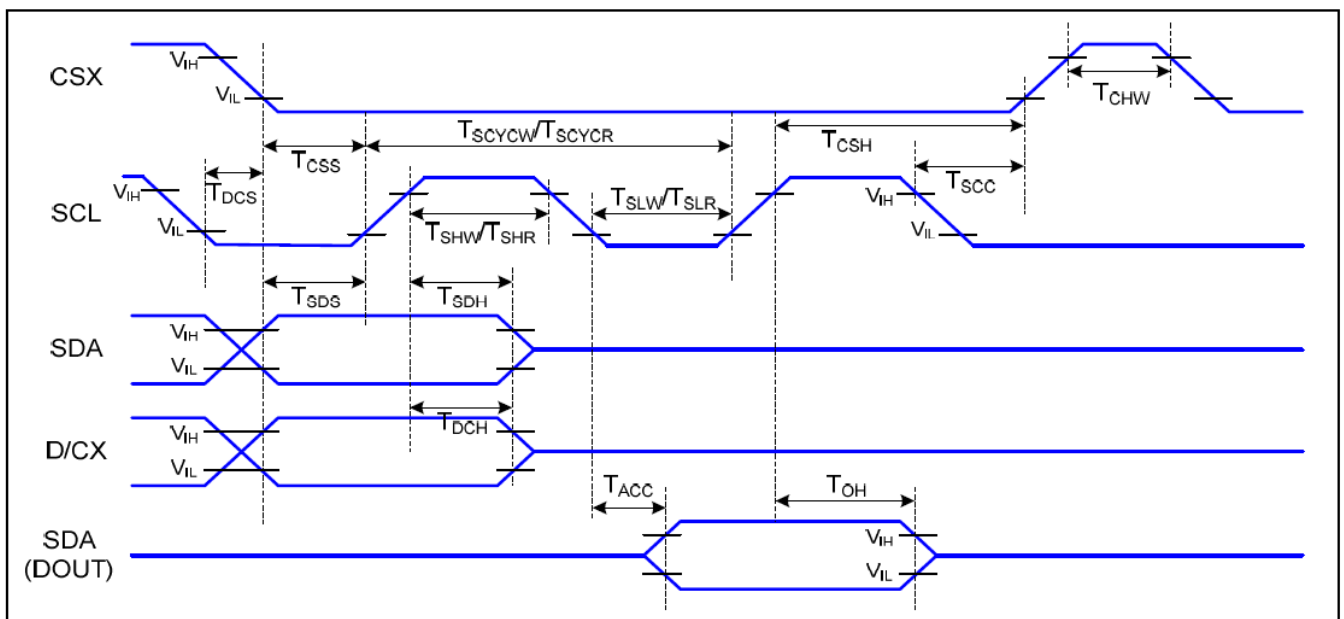 CSX
VIH
VIL
TCHW
TSCYCW/TSCYCR
TCSH
TCSS
TDCS
TSCC
SCL
VIH
VIL
TSLW/TSLR
VIH
VIL
TSHW/TSHR
TSDS
TSDH
SDA
VIH
VIL
D/CX
VIH
VIL
TDCH
TACC
TOH
SDA
(DOUT)
VIH
VIL